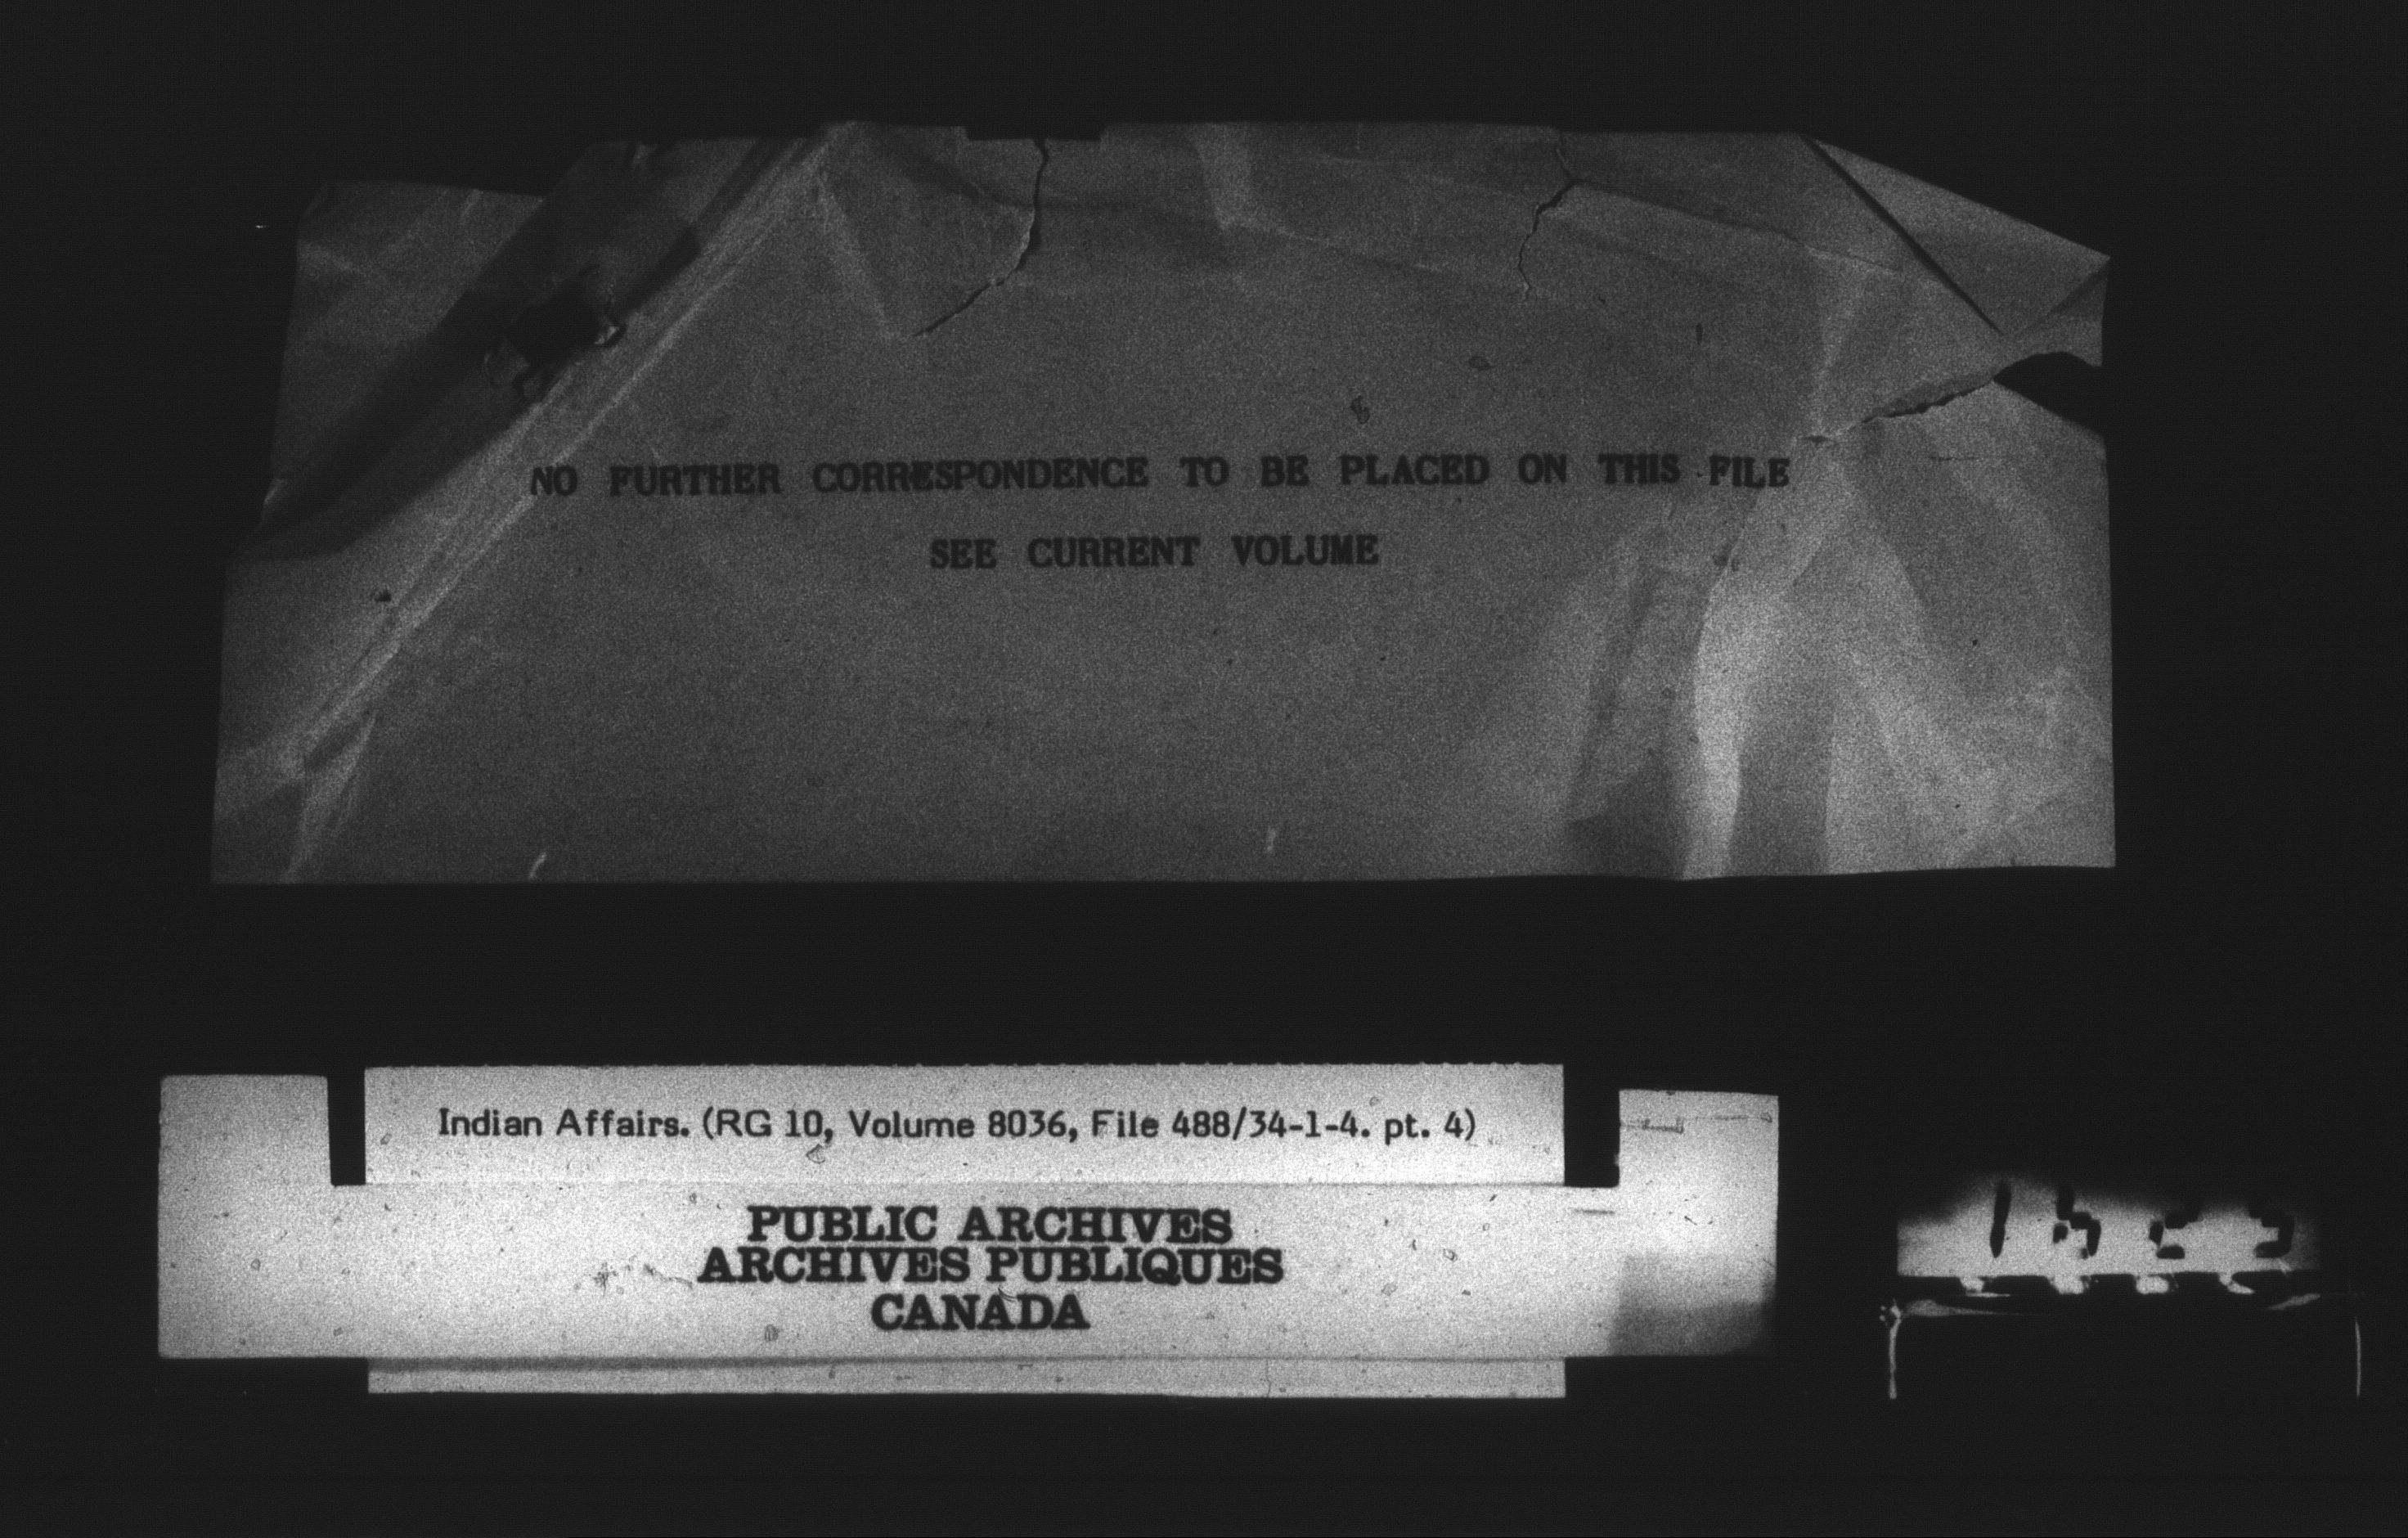 NO FURTHER CORRESPONDENCE TO BE PLACED ON THIS FILE
SEE CURRENT VOLUME
Indian Affairs. (RG 10, Volume 8036, File 488/34-1-4. pt. 4)
PUBLIC ARCHIVES
ARCHIVES PUBLIQUES
CANADA